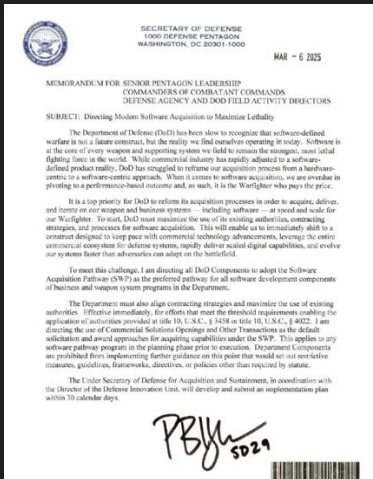 SECRETARY OF DEFENSE
1000 DEFENSE PENTAGON
WASHINGTON, DC 20301-1000
MAR - 6 2025
MEMORANDUM FOR SENIOR PENTAGON LEADERSHIP
COMMANDERS OF COMBATANT COMMANDS
DEFENSE AGENCY AND DOD FIELD ACTIVITY DIRECTORS
SUBJECT: Directing Modern Software Acquisition to Maximize Lethality
The Department of Defense (DoD) has been slow to recognize that software-defined
warfare is not a future construct, but the reality we find ourselves operating in today. Software is
at the core of every weapon and supporting system we field to remain the strongest, most lethal
fighting force in the world. While commercial industry has rapidly adjusted to a software-
defined product reality, DoD has struggled to reframe our acquisition process from a hardware-
centric to a software-centric approach. When it comes to software acquisition, we are overdue in
pivoting to a performance-based outcome and, as such, it is the Warfighter who pays the price.
It is a top priority for DoD to reform its acquisition processes in order to acquire, deliver,
and iterate on our weapon and business systems — including software — at speed and scale for
our Warfighter. To start, DoD must maximize the use of its existing authorities, contracting
strategies, and processes for software acquisition. This will enable us to immediately shift to a
construct designed to keep pace with commercial technology advancements, leverage the entire
commercial ecosystem for defense systems, rapidly deliver scaled digital capabilities, and evolve
our systems faster than adversaries can adapt on the battlefield.
To meet this challenge, I am directing all DoD Components to adopt the Software
Acquisition Pathway (SWP) as the preferred pathway for all software development components
of business and weapon system programs in the Department.
The Department must also align contracting strategies and maximize the use of existing
authorities. Effective immediately, for efforts that meet the threshold requirements enabling the
application of authorities provided at title 10, U.S.C., § 3458 or title 10, U.S.C., § 4022. I am
directing the use of Commercial Solutions Openings and Other Transactions as the default
solicitation and award approaches for acquiring capabilities under the SWP. This applies to any
software pathway program in the planning phase prior to execution. Department Components
are prohibited from implementing further guidance on this point that would set out restrictive
measures, guidelines, frameworks, directives, or policies other than required by statute.
The Under Secretary of Defense for Acquisition and Sustainment, in coordination with
the Director of the Defense Innovation Unit, will develop and submit an implementation plan
within 30 calendar days.
SD29